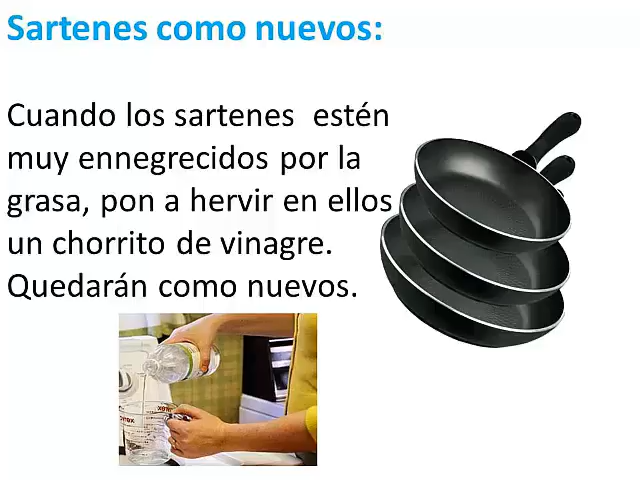 Sartenes como nuevos:
Cuando los sartenes estén
muy ennegrecidos por la
grasa, pon a hervir en ellos
un chorrito de vinagre.
Quedarán como nuevos.